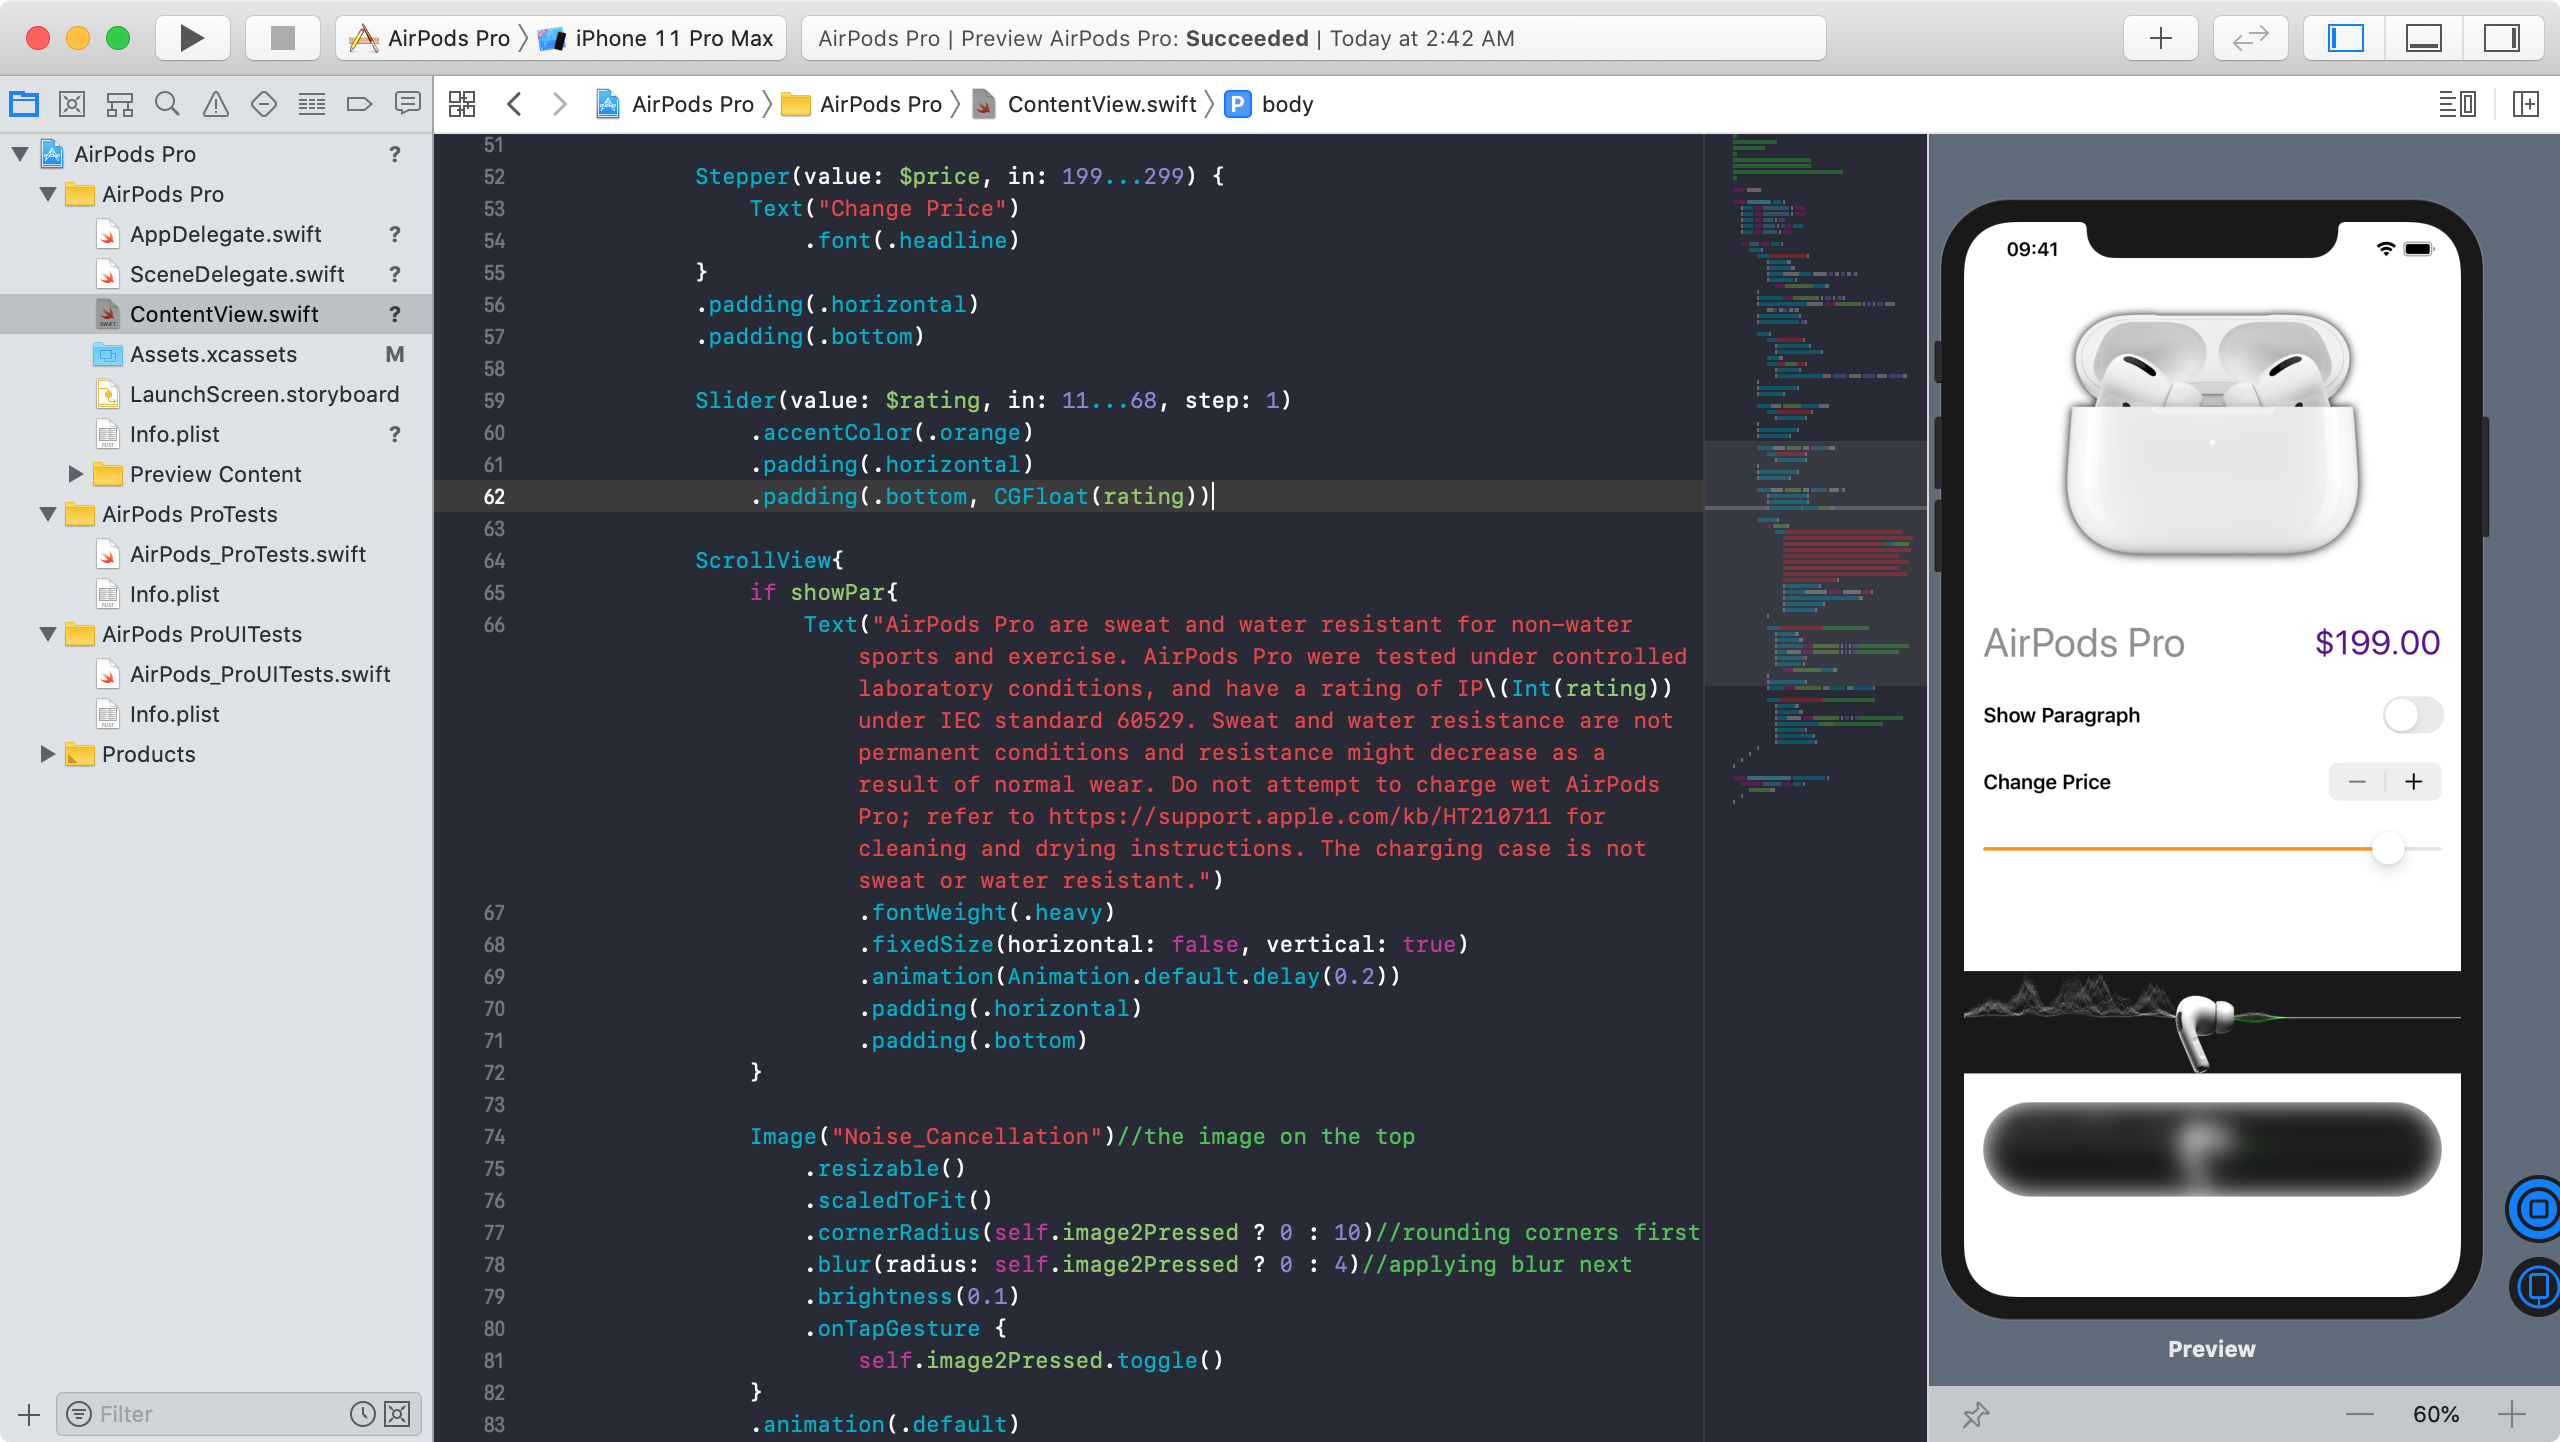 AirPods Pro
iPhone 11 Pro Max
AirPods Pro | Preview AirPods Pro: Succeeded | Today at 2:42 AM
AirPods Pro
AirPods Pro
ContentView.swift
P
body
AirPods Pro ?
AirPods Pro
AppDelegate.swift ?
SceneDelegate.swift ?
ContentView.swift ?
Assets.xcassets M
LaunchScreen.storyboard
Info.plist ?
Preview Content
AirPods ProTests
AirPods_ProTests.swift
Info.plist
AirPods ProUITests
AirPods_ProUITests.swift
Info.plist
Products
Filter
51
52 Stepper(value: $price, in: 199...299) {
53 Text("Change Price")
54 .font(.headline)
55 }
56 .padding(.horizontal)
57 .padding(.bottom)
58
59 Slider(value: $rating, in: 11...68, step: 1)
60 .accentColor(.orange)
61 .padding(.horizontal)
62 .padding(.bottom, CGFloat(rating))
63
64 ScrollView{
65 if showPar{
66 Text("AirPods Pro are sweat and water resistant for non-water
sports and exercise. AirPods Pro were tested under controlled
laboratory conditions, and have a rating of IP\(Int(rating))
under IEC standard 60529. Sweat and water resistance are not
permanent conditions and resistance might decrease as a
result of normal wear. Do not attempt to charge wet AirPods
Pro; refer to https://support.apple.com/kb/HT210711 for
cleaning and drying instructions. The charging case is not
sweat or water resistant.")
67 .fontWeight(.heavy)
68 .fixedSize(horizontal: false, vertical: true)
69 .animation(Animation.default.delay(0.2))
70 .padding(.horizontal)
71 .padding(.bottom)
72 }
73
74 Image("Noise_Cancellation")//the image on the top
75 .resizable()
76 .scaledToFit()
77 .cornerRadius(self.image2Pressed ? 0 : 10)//rounding corners first
78 .blur(radius: self.image2Pressed ? 0 : 4)//applying blur next
79 .brightness(0.1)
80 .onTapGesture {
81 self.image2Pressed.toggle()
82 }
83 .animation(.default)
09:41
AirPods Pro $199.00
Show Paragraph
Change Price
Preview
60%